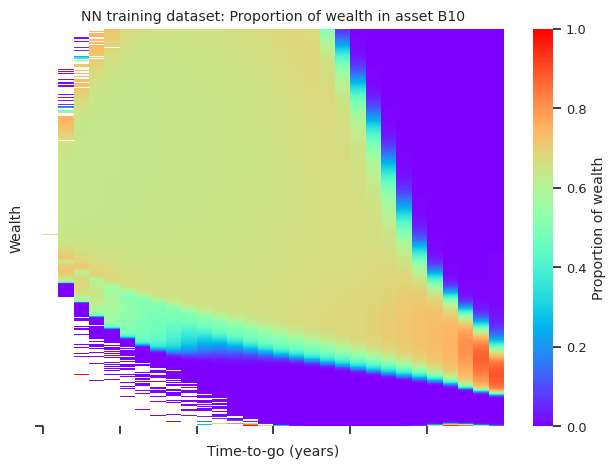 NN training dataset: Proportion of wealth in asset B10
Wealth
Time-to-go (years)
1.0
0.8
0.6
0.4
0.2
0.0
Proportion of wealth